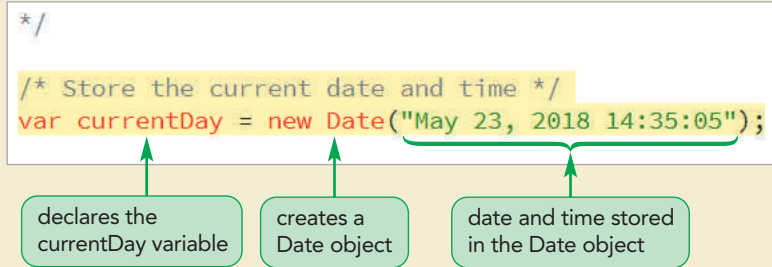 */
/* Store the current date and time */
var currentDay = new Date("May 23, 2018 14:35:05");
declares the
currentDay variable
creates a
Date object
date and time stored
in the Date object